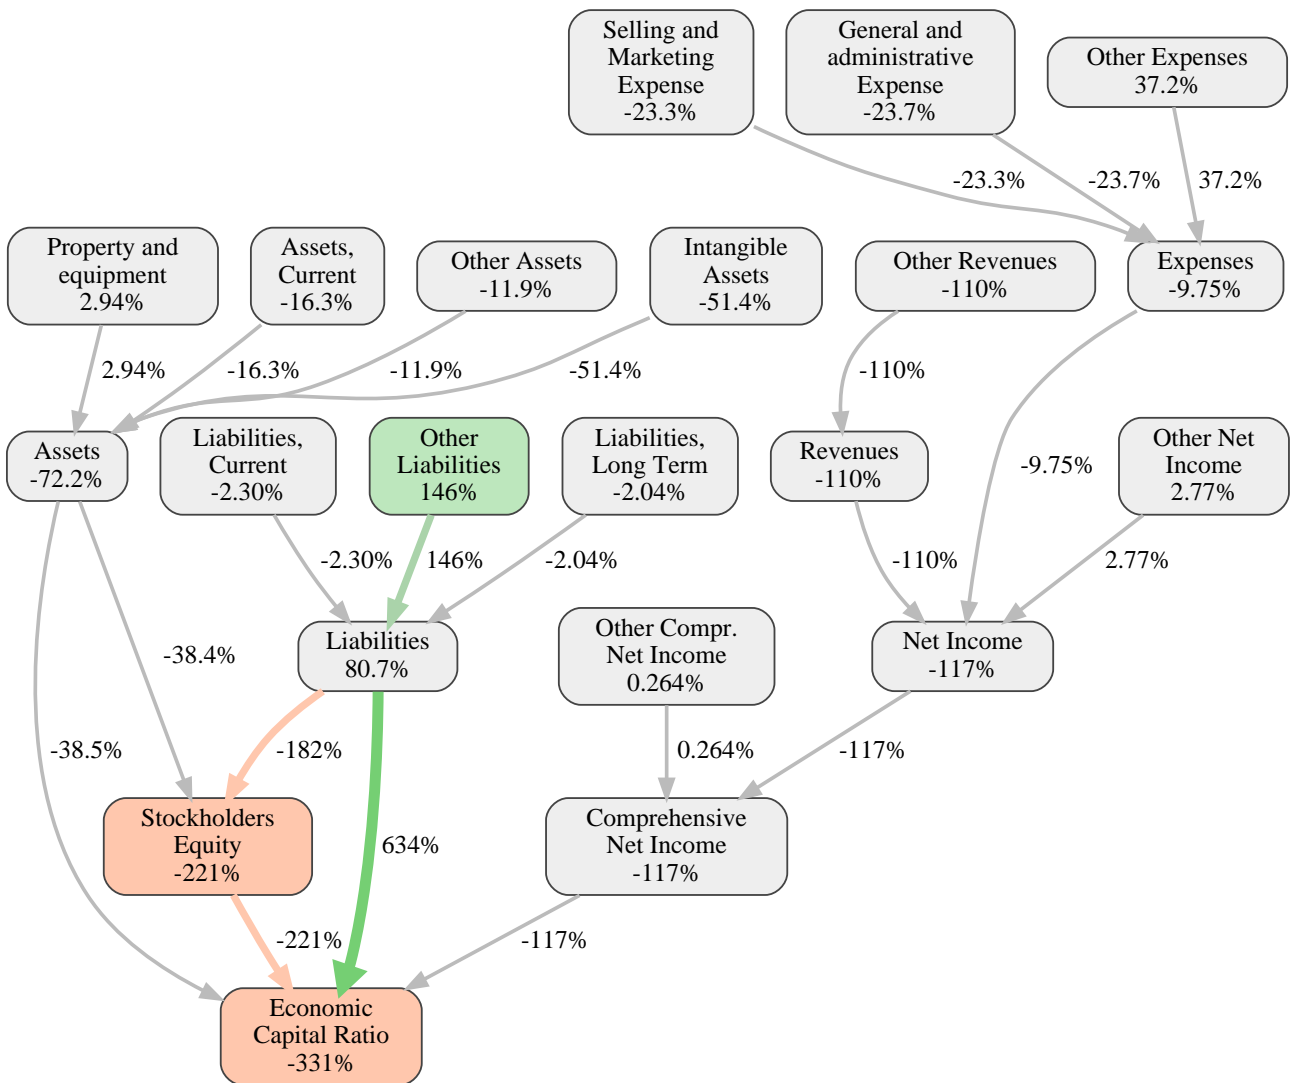 Selling and
Marketing
Expense
-23.3%
General and
administrative
Expense
-23.7%
Other Expenses
37.2%
-23.3%
-23.7%
37.2%
Property and
equipment
2.94%
Assets,
Current
-16.3%
Other Assets
-11.9%
Intangible
Assets
-51.4%
Other Revenues
-110%
Expenses
-9.75%
2.94%
-16.3%
-11.9%
-51.4%
-110%
Assets
-72.2%
Liabilities,
Current
-2.30%
Other
Liabilities
146%
Liabilities,
Long Term
-2.04%
Revenues
-110%
-9.75%
Other Net
Income
2.77%
-2.30%
146%
-2.04%
-110%
2.77%
-38.4%
Liabilities
80.7%
Other Compr.
Net Income
0.264%
Net Income
-117%
-38.5%
-182%
0.264%
-117%
Stockholders
Equity
-221%
634%
Comprehensive
Net Income
-117%
-221%
-117%
Economic
Capital Ratio
-331%